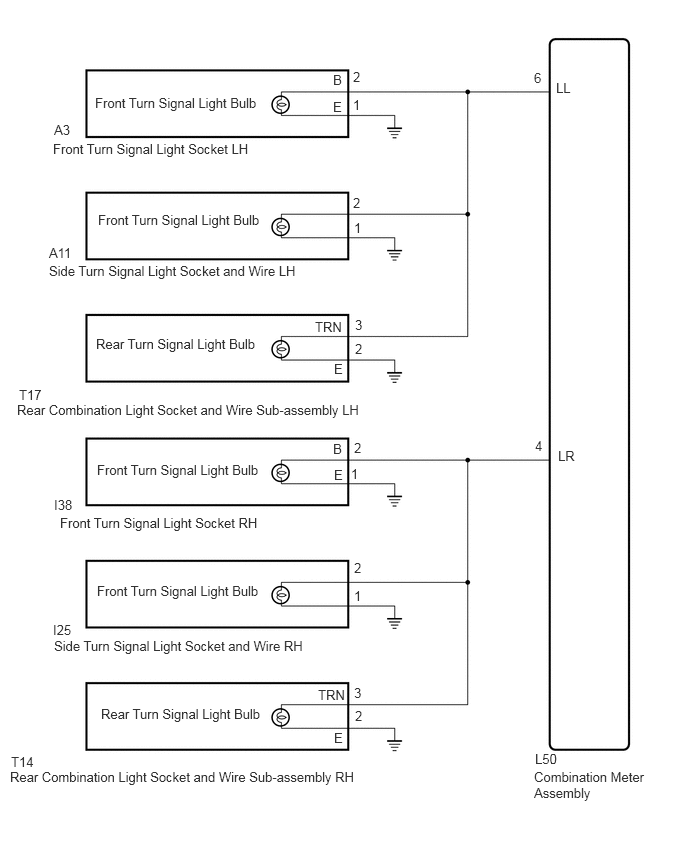 B 2
Front Turn Signal Light Bulb
E 1
A3
Front Turn Signal Light Socket LH
6
LL
2
Front Turn Signal Light Bulb
1
A11
Side Turn Signal Light Socket and Wire LH
TRN 3
Rear Turn Signal Light Bulb
2
E
T17
Rear Combination Light Socket and Wire Sub-assembly LH
B 2
Front Turn Signal Light Bulb
E 1
I38
Front Turn Signal Light Socket RH
4
LR
2
Front Turn Signal Light Bulb
1
I25
Side Turn Signal Light Socket and Wire RH
TRN 3
Rear Turn Signal Light Bulb
2
E
T14
Rear Combination Light Socket and Wire Sub-assembly RH
L50
Combination Meter
Assembly